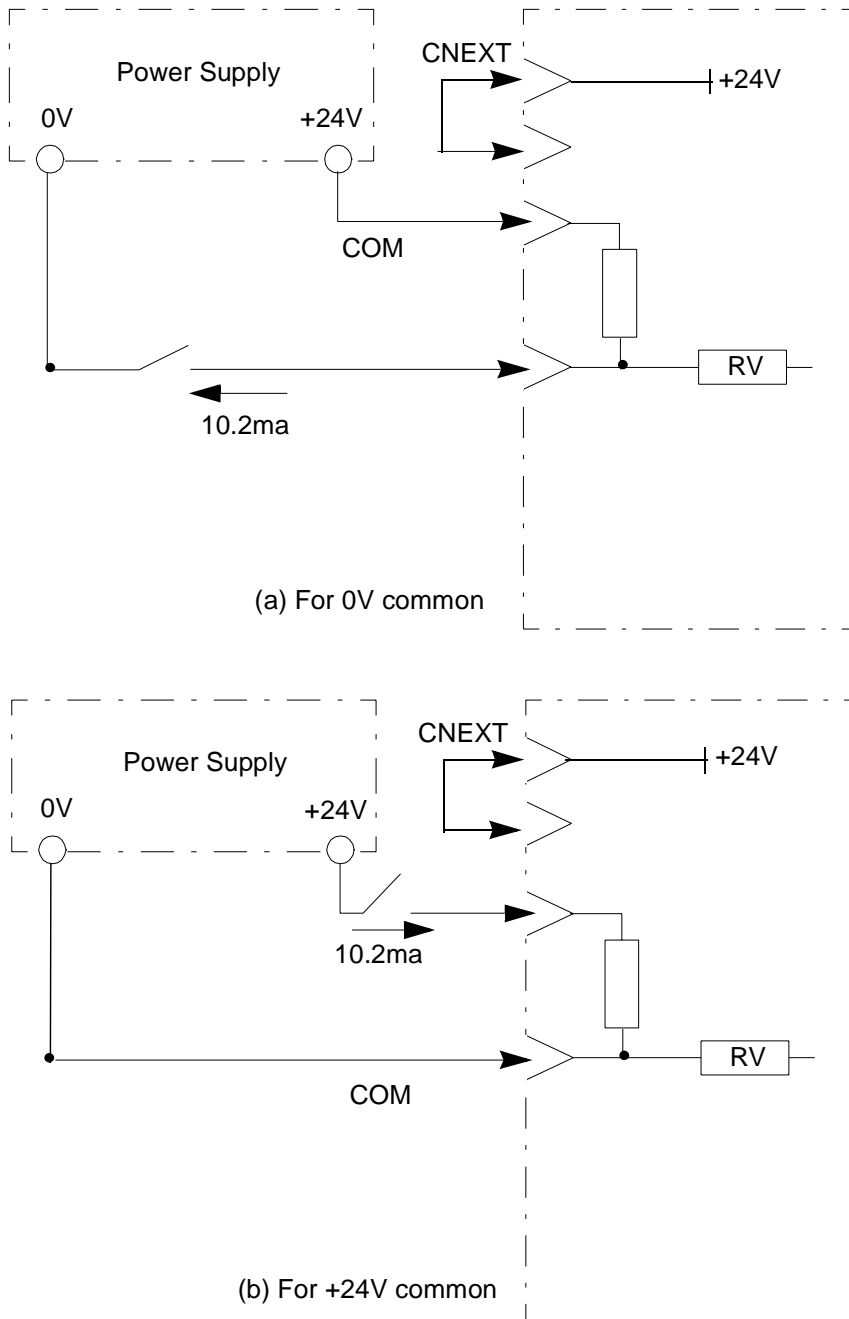 Power Supply
0V
+24V
CNEXT
+24V
COM
RV
10.2ma
(a) For 0V common
Power Supply
0V
+24V
CNEXT
+24V
10.2ma
RV
COM
(b) For +24V common